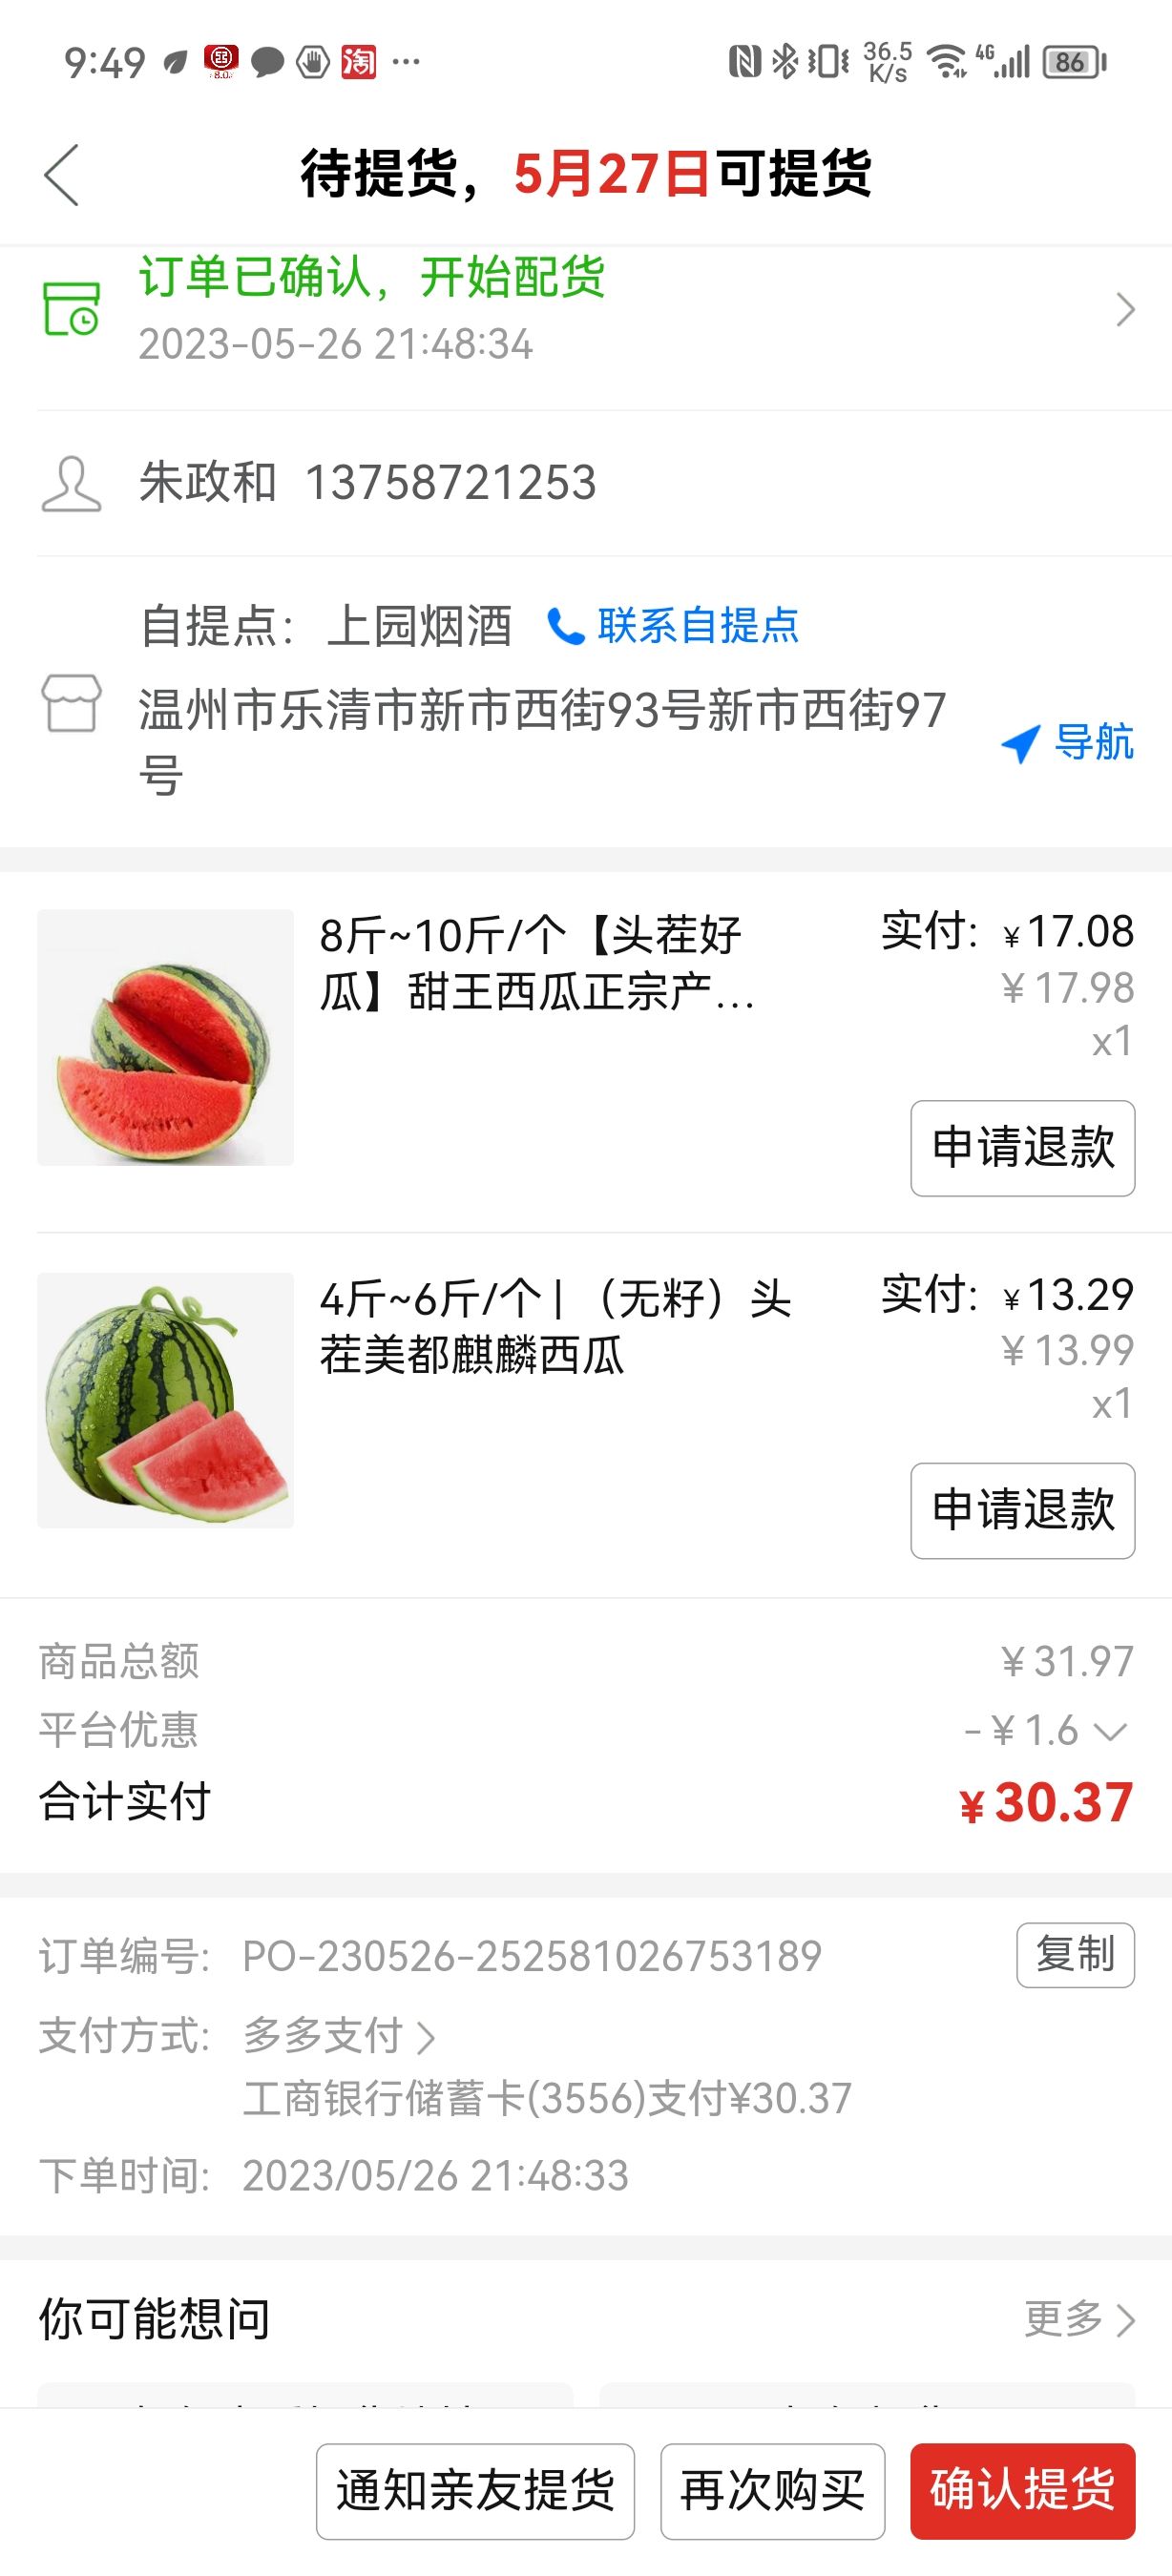 9:49
淘
36.5
K/s
4G
86
待提货，5月27日可提货
订单已确认，开始配货
2023-05-26 21:48:34
朱政和 13758721253
自提点：上园烟酒 联系自提点
温州市乐清市新市西街93号新市西街97
号
导航
8斤~10斤/个【头茬好
瓜】甜王西瓜正宗产...
实付：¥17.08
¥17.98
x1
申请退款
4斤~6斤/个 | （无籽）头
茬美都麒麟西瓜
实付：¥13.29
¥13.99
x1
申请退款
商品总额 ¥31.97
平台优惠 -¥1.6
合计实付 ¥30.37
订单编号: PO-230526-252581026753189 复制
支付方式: 多多支付
工商银行储蓄卡(3556)支付¥30.37
下单时间: 2023/05/26 21:48:33
你可能想问 更多
通知亲友提货 再次购买 确认提货